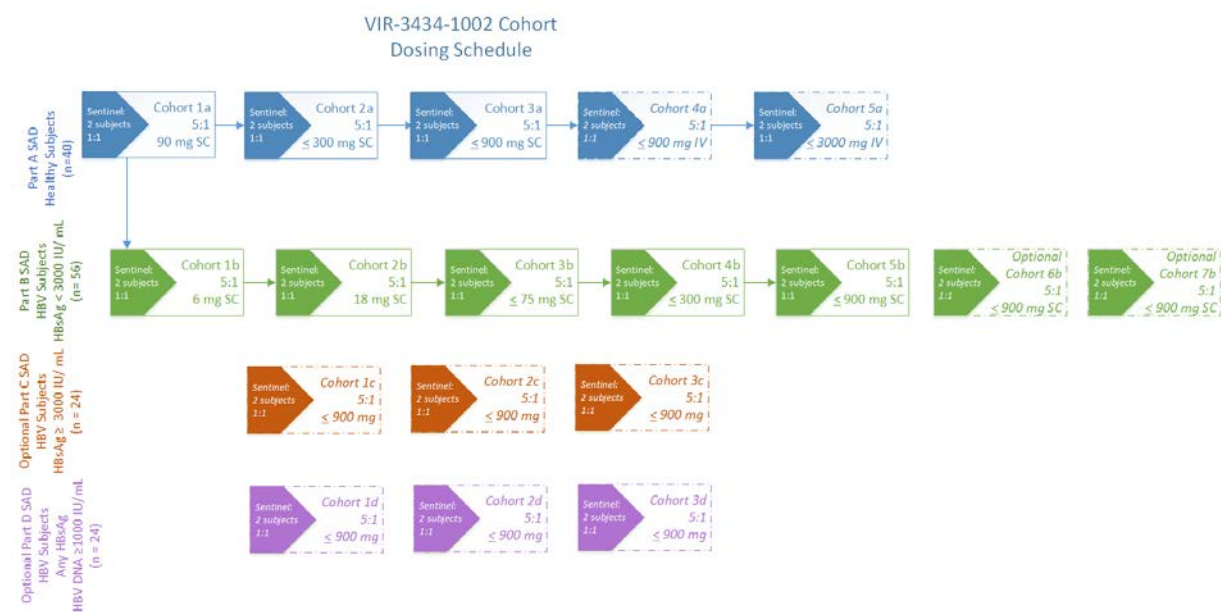 VIR-3434-1002 Cohort
Dosing Schedule
Part A SAD
Healthy Subjects
(n=40)
Sentinel:
2 subjects
1:1
Cohort 1a
5:1
90 mg SC
Sentinel:
2 subjects
1:1
Cohort 2a
5:1
≤ 300 mg SC
Sentinel:
2 subjects
1:1
Cohort 3a
5:1
≤ 900 mg SC
Sentinel:
2 subjects
1:1
Cohort 4a
5:1
≤ 900 mg IV
Sentinel:
2 subjects
1:1
Cohort 5a
5:1
≤ 3000 mg IV
Part B SAD
HBV Subjects
HBsAg < 3000 IU/ mL
(n= 56)
Sentinel:
2 subjects
1:1
Cohort 1b
5:1
6 mg SC
Sentinel:
2 subjects
1:1
Cohort 2b
5:1
18 mg SC
Sentinel:
2 subjects
1:1
Cohort 3b
5:1
≤ 75 mg SC
Sentinel:
2 subjects
1:1
Cohort 4b
5:1
≤ 300 mg SC
Sentinel:
2 subjects
1:1
Cohort 5b
5:1
≤ 900 mg SC
Sentinel:
2 subjects
1:1
Optional
Cohort 6b
5:1
≤ 900 mg SC
Sentinel:
2 subjects
1:1
Optional
Cohort 7b
5:1
≤ 900 mg SC
Optional Part C SAD
HBV Subjects
HBsAg ≥ 3000 IU/ mL
(n = 24)
Sentinel:
2 subjects
1:1
Cohort 1c
5:1
≤ 900 mg
Sentinel:
2 subjects
1:1
Cohort 2c
5:1
≤ 900 mg
Sentinel:
2 subjects
1:1
Cohort 3c
5:1
≤ 900 mg
Optional Part D SAD
HBV Subjects
Any HBsAg
HBV DNA ≥1000 IU/ mL
(n = 24)
Sentinel:
2 subjects
1:1
Cohort 1d
5:1
≤ 900 mg
Sentinel:
2 subjects
1:1
Cohort 2d
5:1
≤ 900 mg
Sentinel:
2 subjects
1:1
Cohort 3d
5:1
≤ 900 mg